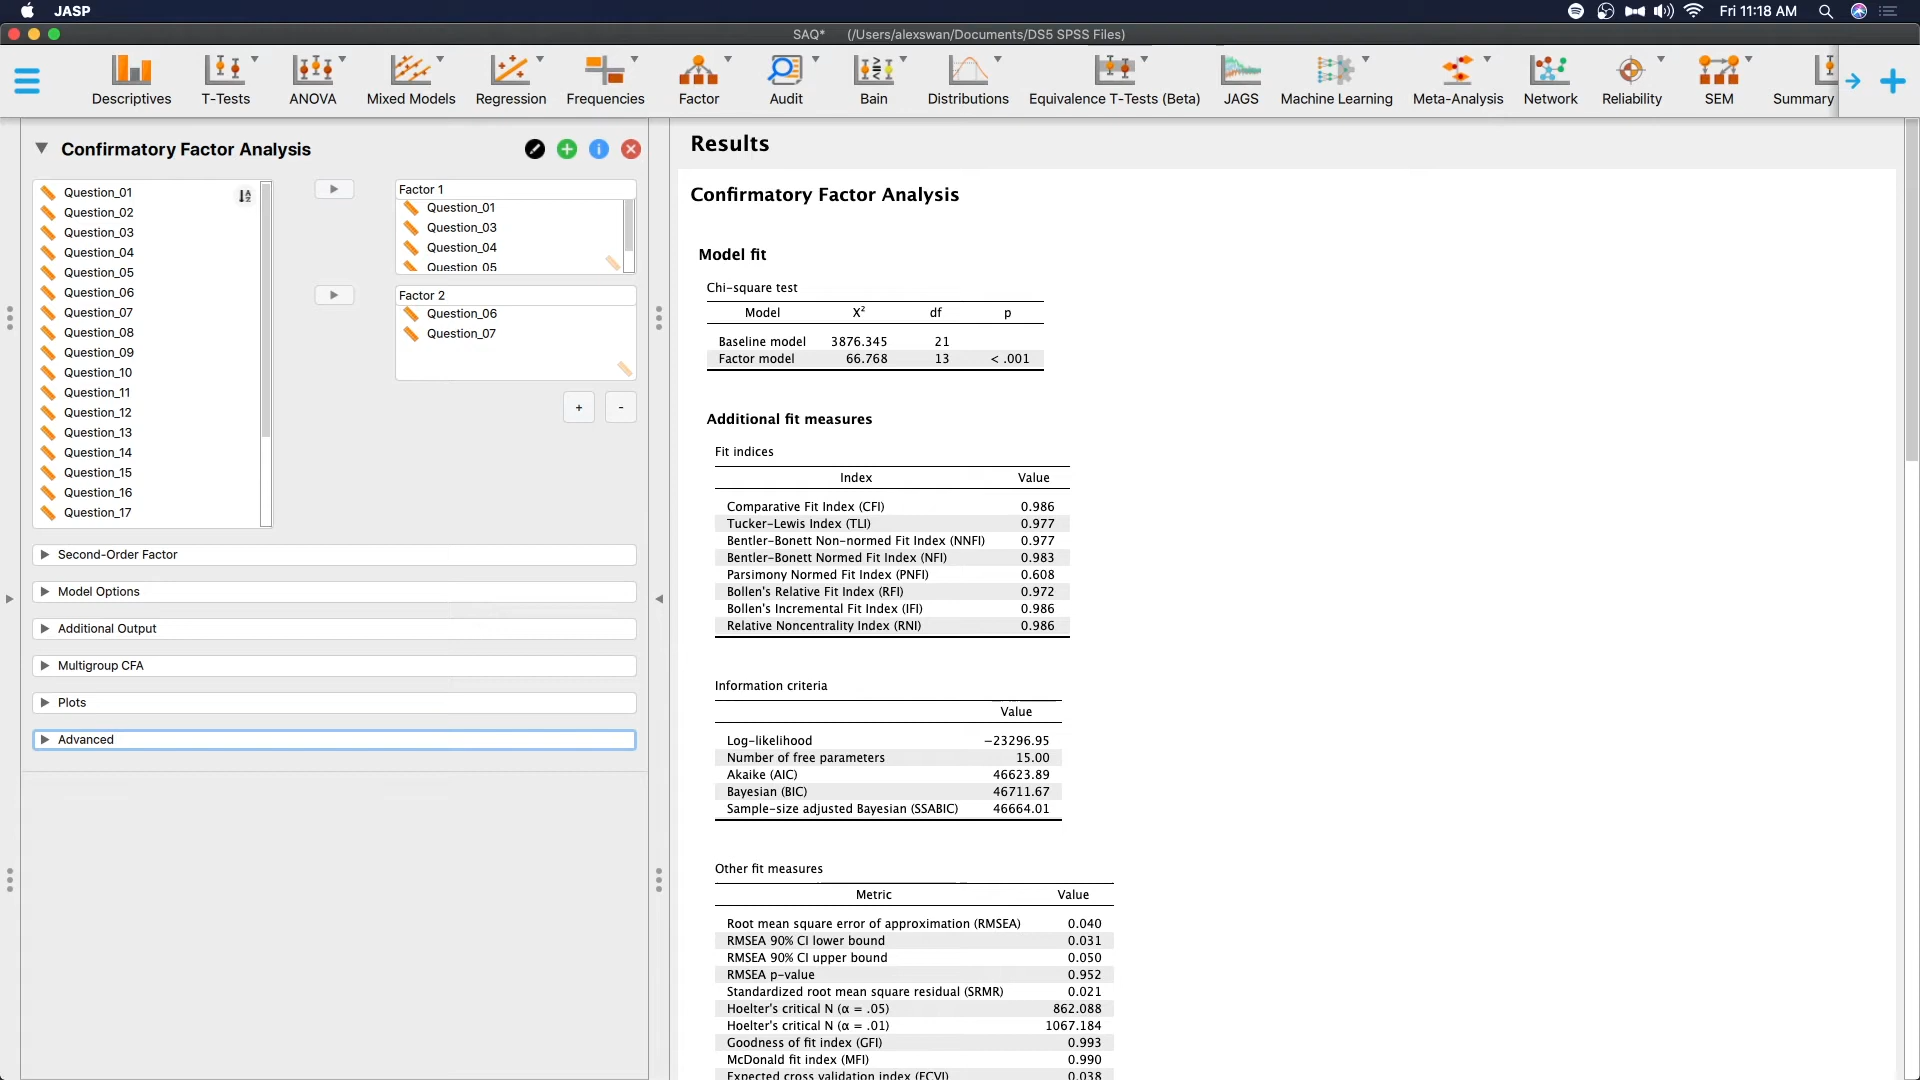 JASP
Fri 11:18 AM
SAQ* (/Users/alexswan/Documents/DS5 SPSS Files)
Descriptives T-Tests ANOVA Mixed Models Regression Frequencies Factor Audit Bain Distributions Equivalence T-Tests (Beta) JAGS Machine Learning Meta-Analysis Network Reliability SEM Summary
Confirmatory Factor Analysis
Question_01
Question_02
Question_03
Question_04
Question_05
Question_06
Question_07
Question_08
Question_09
Question_10
Question_11
Question_12
Question_13
Question_14
Question_15
Question_16
Question_17
Factor 1
Question_01
Question_03
Question_04
Question_05
Factor 2
Question_06
Question_07
+ -
Second-Order Factor
Model Options
Additional Output
Multigroup CFA
Plots
Advanced
Results
Confirmatory Factor Analysis
Model fit
Chi-square test
Model X² df p
Baseline model 3876.345 21
Factor model 66.768 13 < .001
Additional fit measures
Fit indices
Index Value
Comparative Fit Index (CFI) 0.986
Tucker-Lewis Index (TLI) 0.977
Bentler-Bonett Non-normed Fit Index (NNFI) 0.977
Bentler-Bonett Normed Fit Index (NFI) 0.983
Parsimony Normed Fit Index (PNFI) 0.608
Bollen's Relative Fit Index (RFI) 0.972
Bollen's Incremental Fit Index (IFI) 0.986
Relative Noncentrality Index (RNI) 0.986
Information criteria
Value
Log-likelihood −23296.95
Number of free parameters 15.00
Akaike (AIC) 46623.89
Bayesian (BIC) 46711.67
Sample-size adjusted Bayesian (SSABIC) 46664.01
Other fit measures
Metric Value
Root mean square error of approximation (RMSEA) 0.040
RMSEA 90% CI lower bound 0.031
RMSEA 90% CI upper bound 0.050
RMSEA p-value 0.952
Standardized root mean square residual (SRMR) 0.021
Hoelter's critical N (α = .05) 862.088
Hoelter's critical N (α = .01) 1067.184
Goodness of fit index (GFI) 0.993
McDonald fit index (MFI) 0.990
Expected cross validation index (ECVI) 0.038